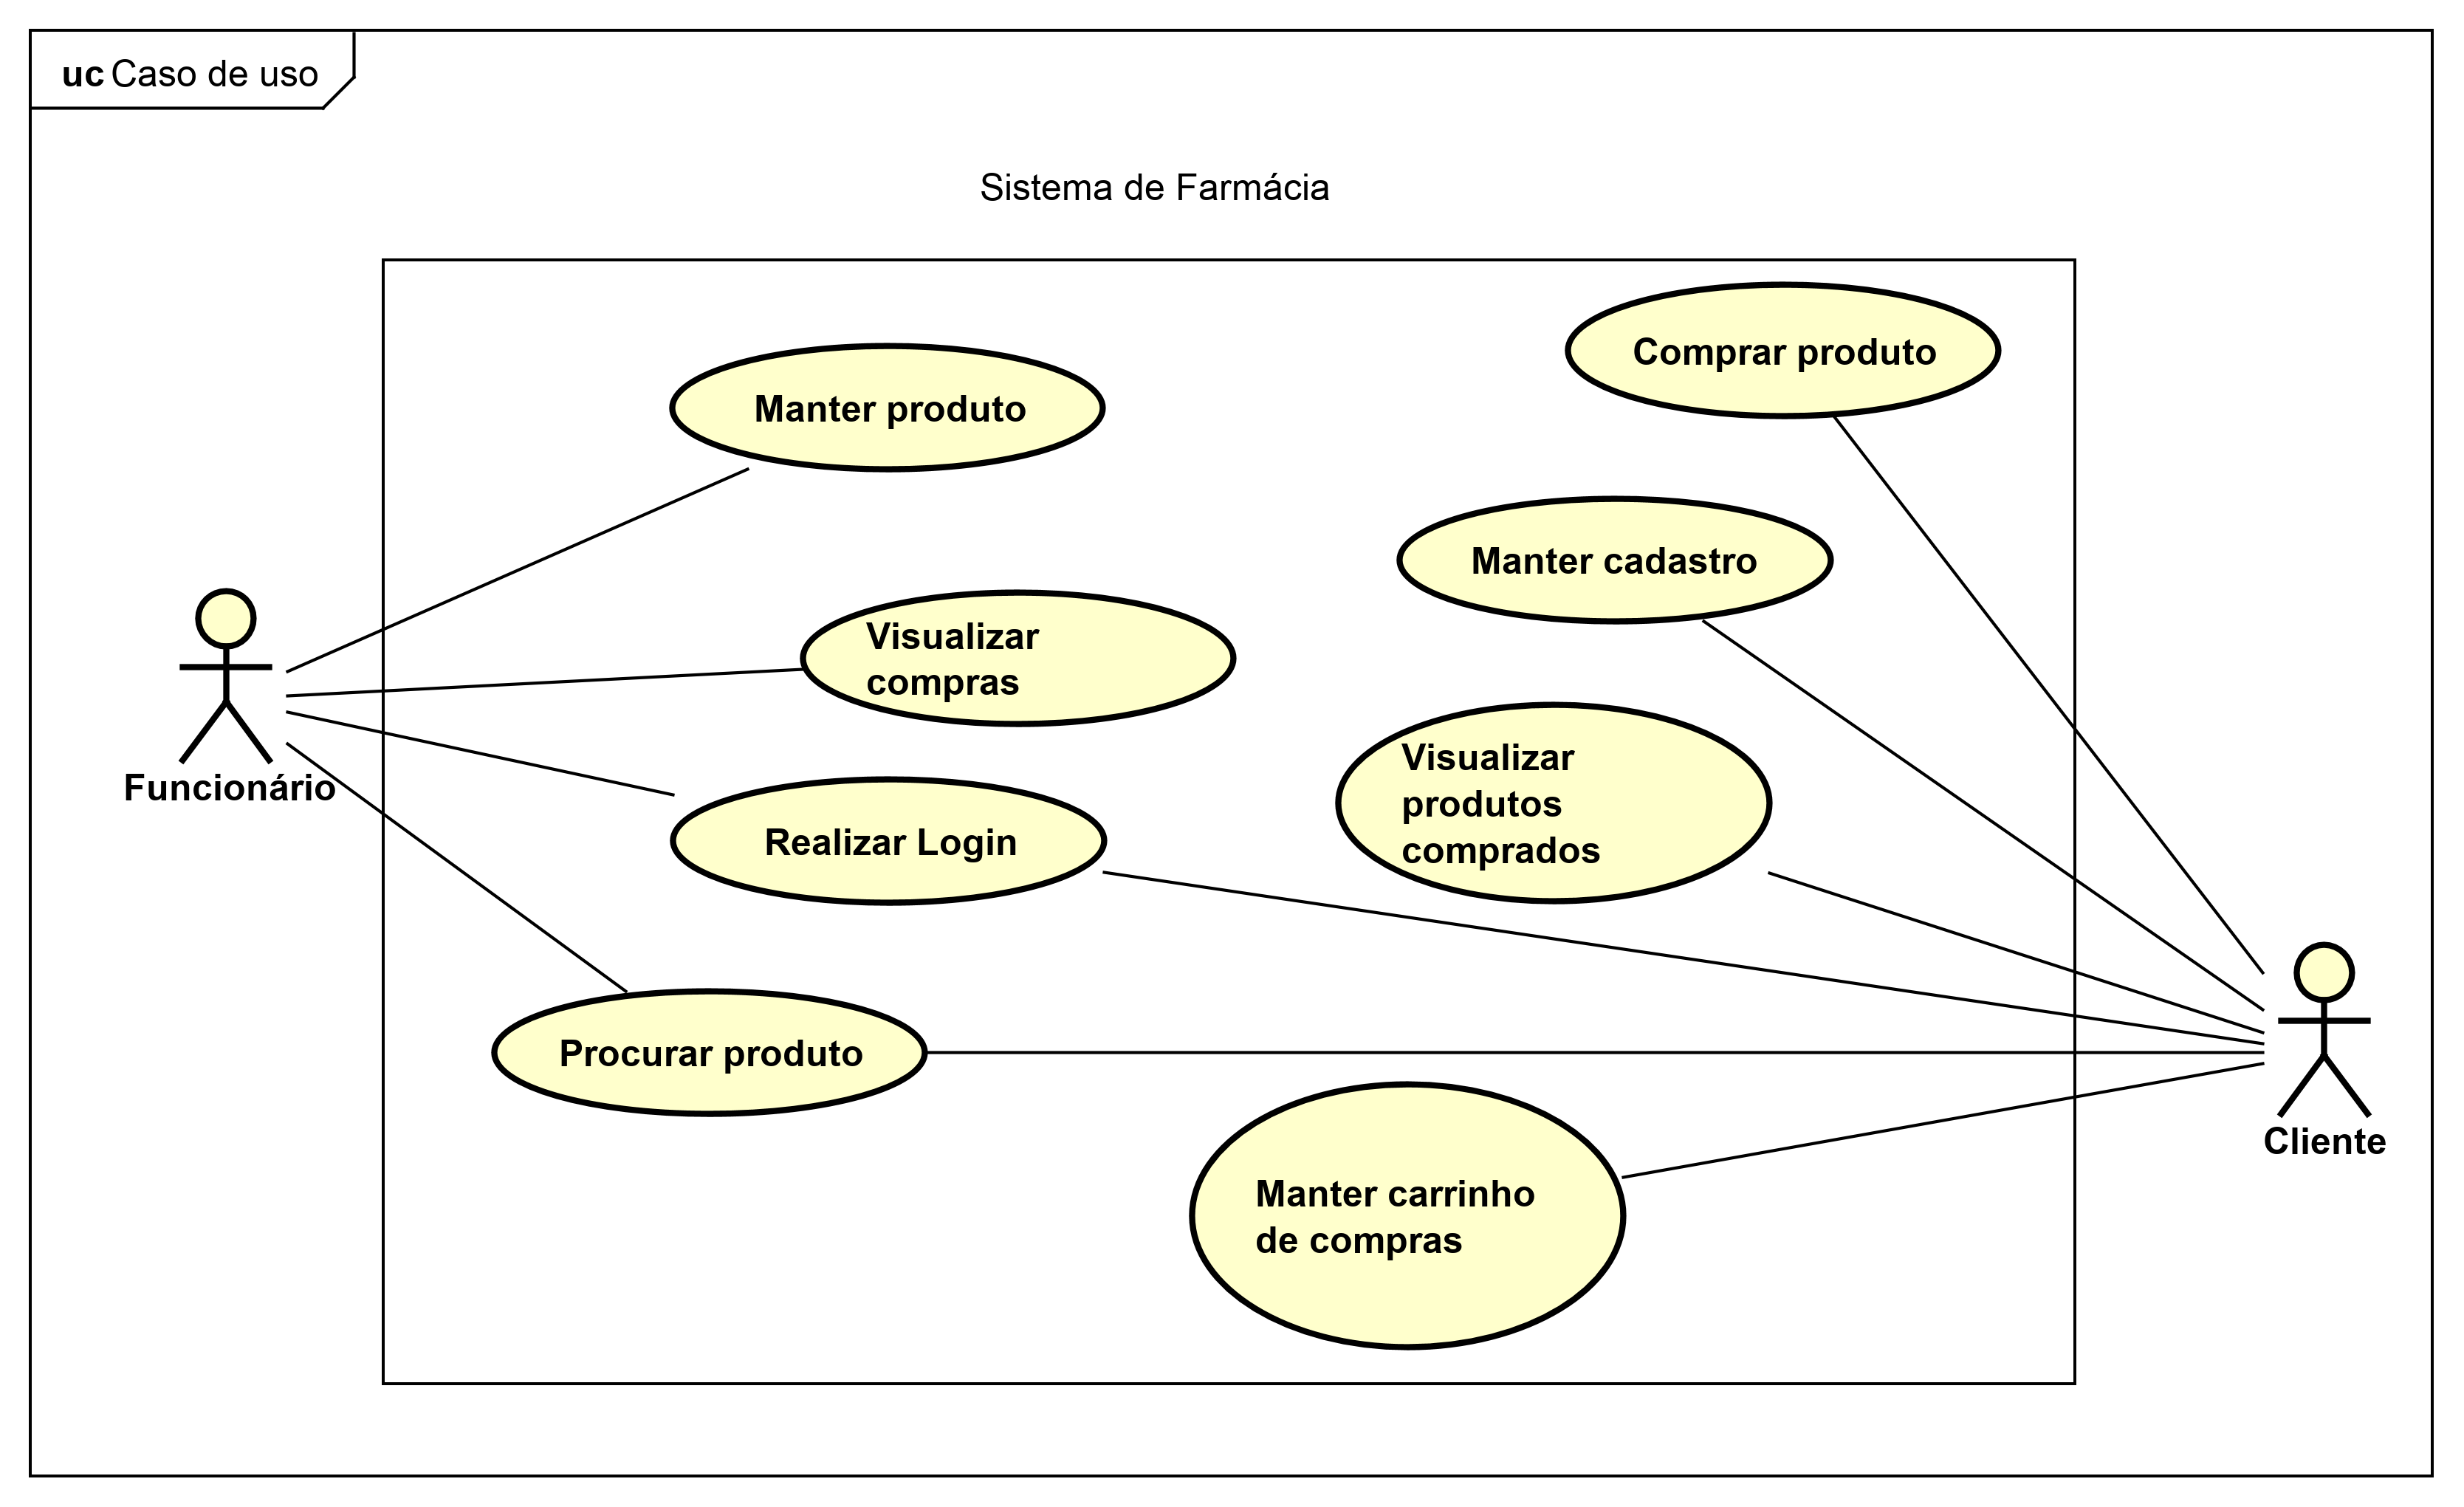 uc Caso de uso
Sistema de Farmácia
Comprar produto
Manter produto
Manter cadastro
Visualizar
compras
Visualizar
produtos
comprados
Funcionário
Realizar Login
Procurar produto
Cliente
Manter carrinho
de compras